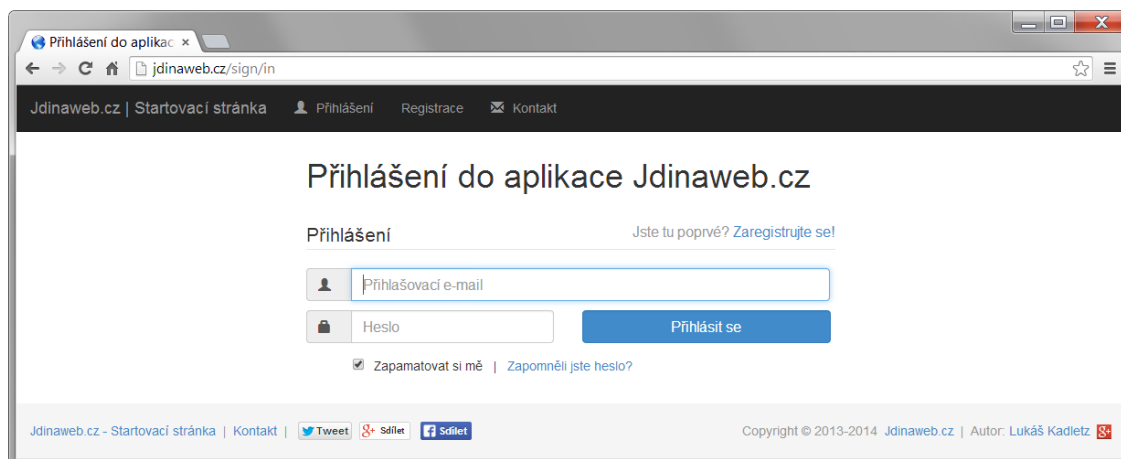 Přihlášení do aplikac
jdinaweb.cz/sign/in
Jdinaweb.cz | Startovací stránka Přihlášení Registrace Kontakt
Přihlášení do aplikace Jdinaweb.cz
Přihlášení Jste tu poprvé? Zaregistrujte se!
Přihlašovací e-mail
Heslo Přihlásit se
Zapamatovat si mě | Zapomněli jste heslo?
Jdinaweb.cz - Startovací stránka | Kontakt | Tweet g+ Sdílet f Sdílet Copyright © 2013-2014 Jdinaweb.cz | Autor: Lukáš Kadletz g+